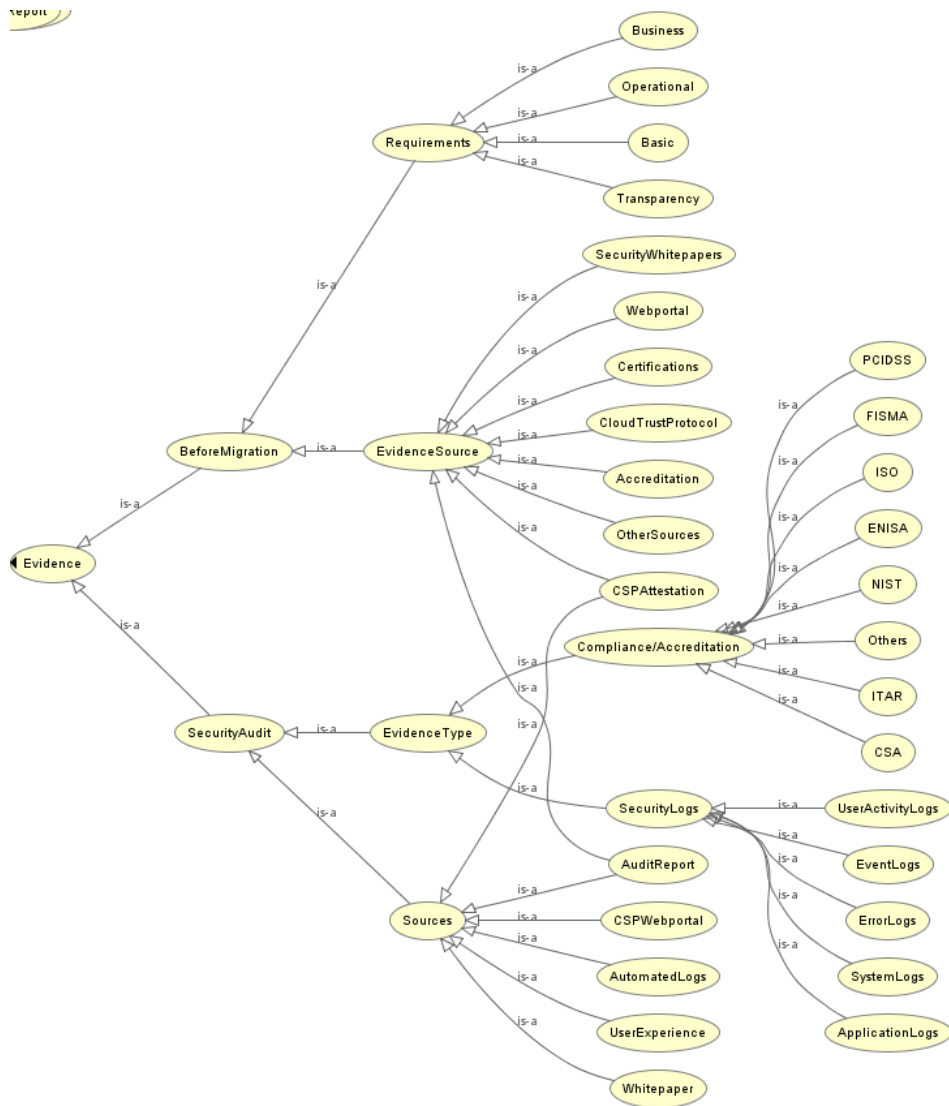 Report
Business
is-a
Operational
is-a
Requirements
is-a
Basic
is-a
Transparency
SecurityWhitepapers
is-a
is-a
Webportal
is-a
PCIDSS
Certifications
is-a
is-a
FISMA
CloudTrustProtocol
is-a
BeforeMigration
is-a
EvidenceSource
is-a
Accreditation
is-a
ISO
is-a
is-a
OtherSources
is-a
ENISA
is-a
Evidence
is-a
CSPAttestation
is-a
NIST
is-a
Compliance/Accreditation
is-a
Others
is-a
is-a
is-a
ITAR
is-a
SecurityAudit
is-a
EvidenceType
is-a
CSA
is-a
SecurityLogs
is-a
UserActivityLogs
is-a
is-a
AuditReport
is-a
EventLogs
is-a
Sources
is-a
CSPWebportal
ErrorLogs
is-a
is-a
AutomatedLogs
SystemLogs
is-a
UserExperience
ApplicationLogs
is-a
Whitepaper